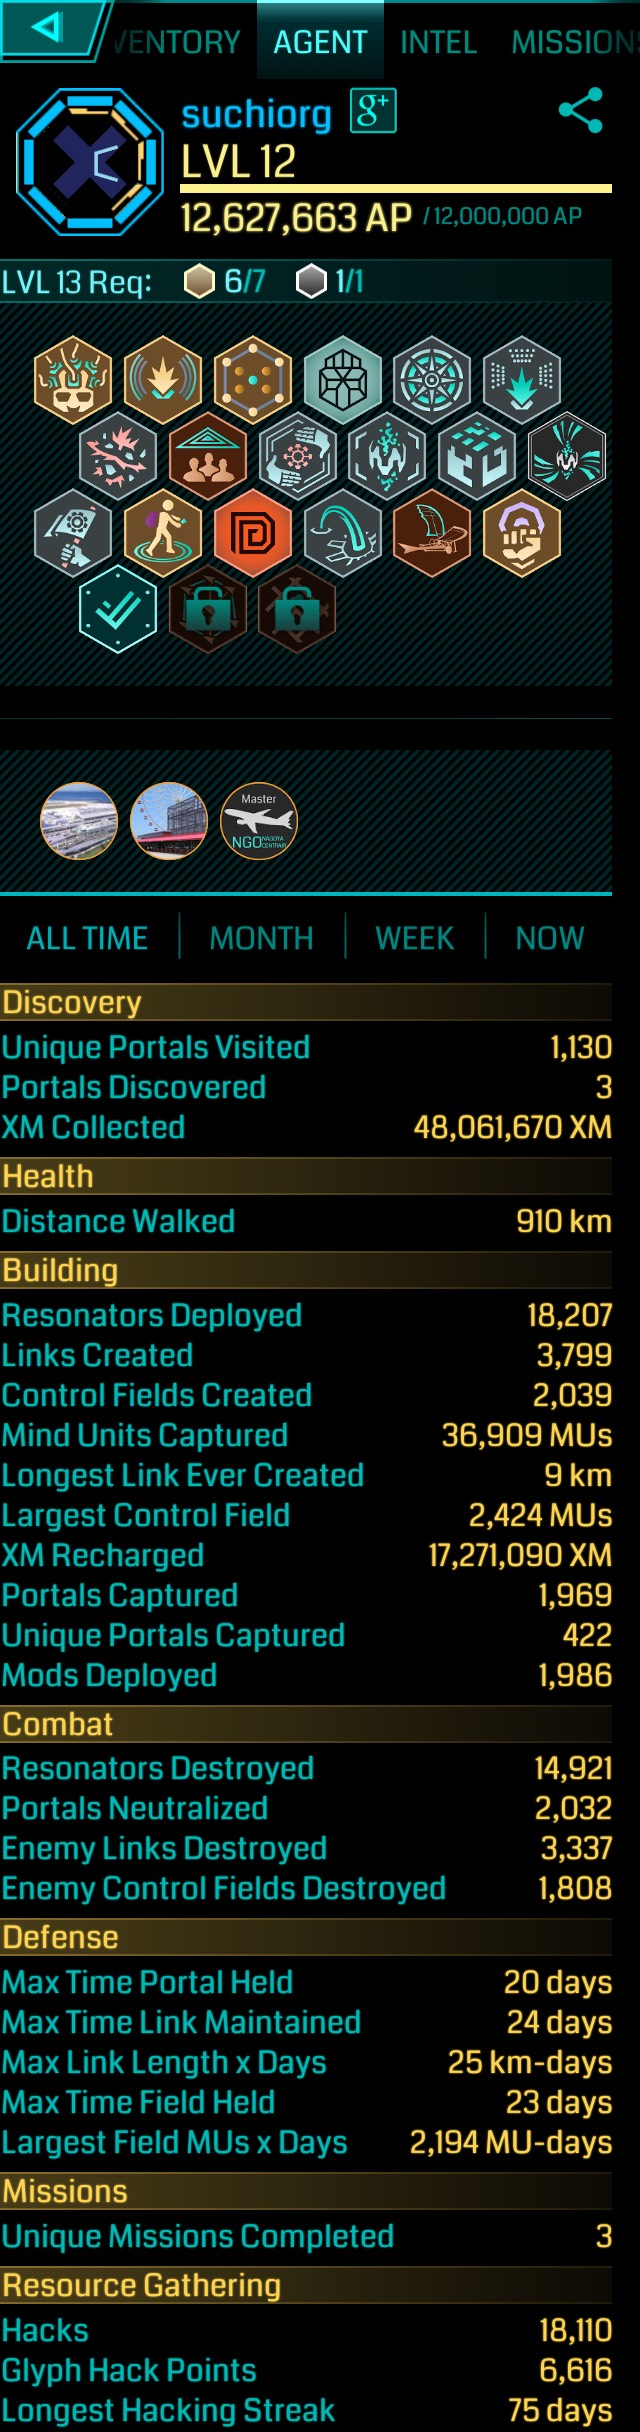 VENTORY AGENT INTEL MISSIONS
suchiorg g+
LVL 12
12,627,663 AP / 12,000,000 AP
LVL 13 Req: 6/7 1/1
Master
NGO NAGOYA CENTRAIR
ALL TIME MONTH WEEK NOW
Discovery
Unique Portals Visited 1,130
Portals Discovered 3
XM Collected 48,061,670 XM
Health
Distance Walked 910 km
Building
Resonators Deployed 18,207
Links Created 3,799
Control Fields Created 2,039
Mind Units Captured 36,909 MUs
Longest Link Ever Created 9 km
Largest Control Field 2,424 MUs
XM Recharged 17,271,090 XM
Portals Captured 1,969
Unique Portals Captured 422
Mods Deployed 1,986
Combat
Resonators Destroyed 14,921
Portals Neutralized 2,032
Enemy Links Destroyed 3,337
Enemy Control Fields Destroyed 1,808
Defense
Max Time Portal Held 20 days
Max Time Link Maintained 24 days
Max Link Length x Days 25 km-days
Max Time Field Held 23 days
Largest Field MUs x Days 2,194 MU-days
Missions
Unique Missions Completed 3
Resource Gathering
Hacks 18,110
Glyph Hack Points 6,616
Longest Hacking Streak 75 days